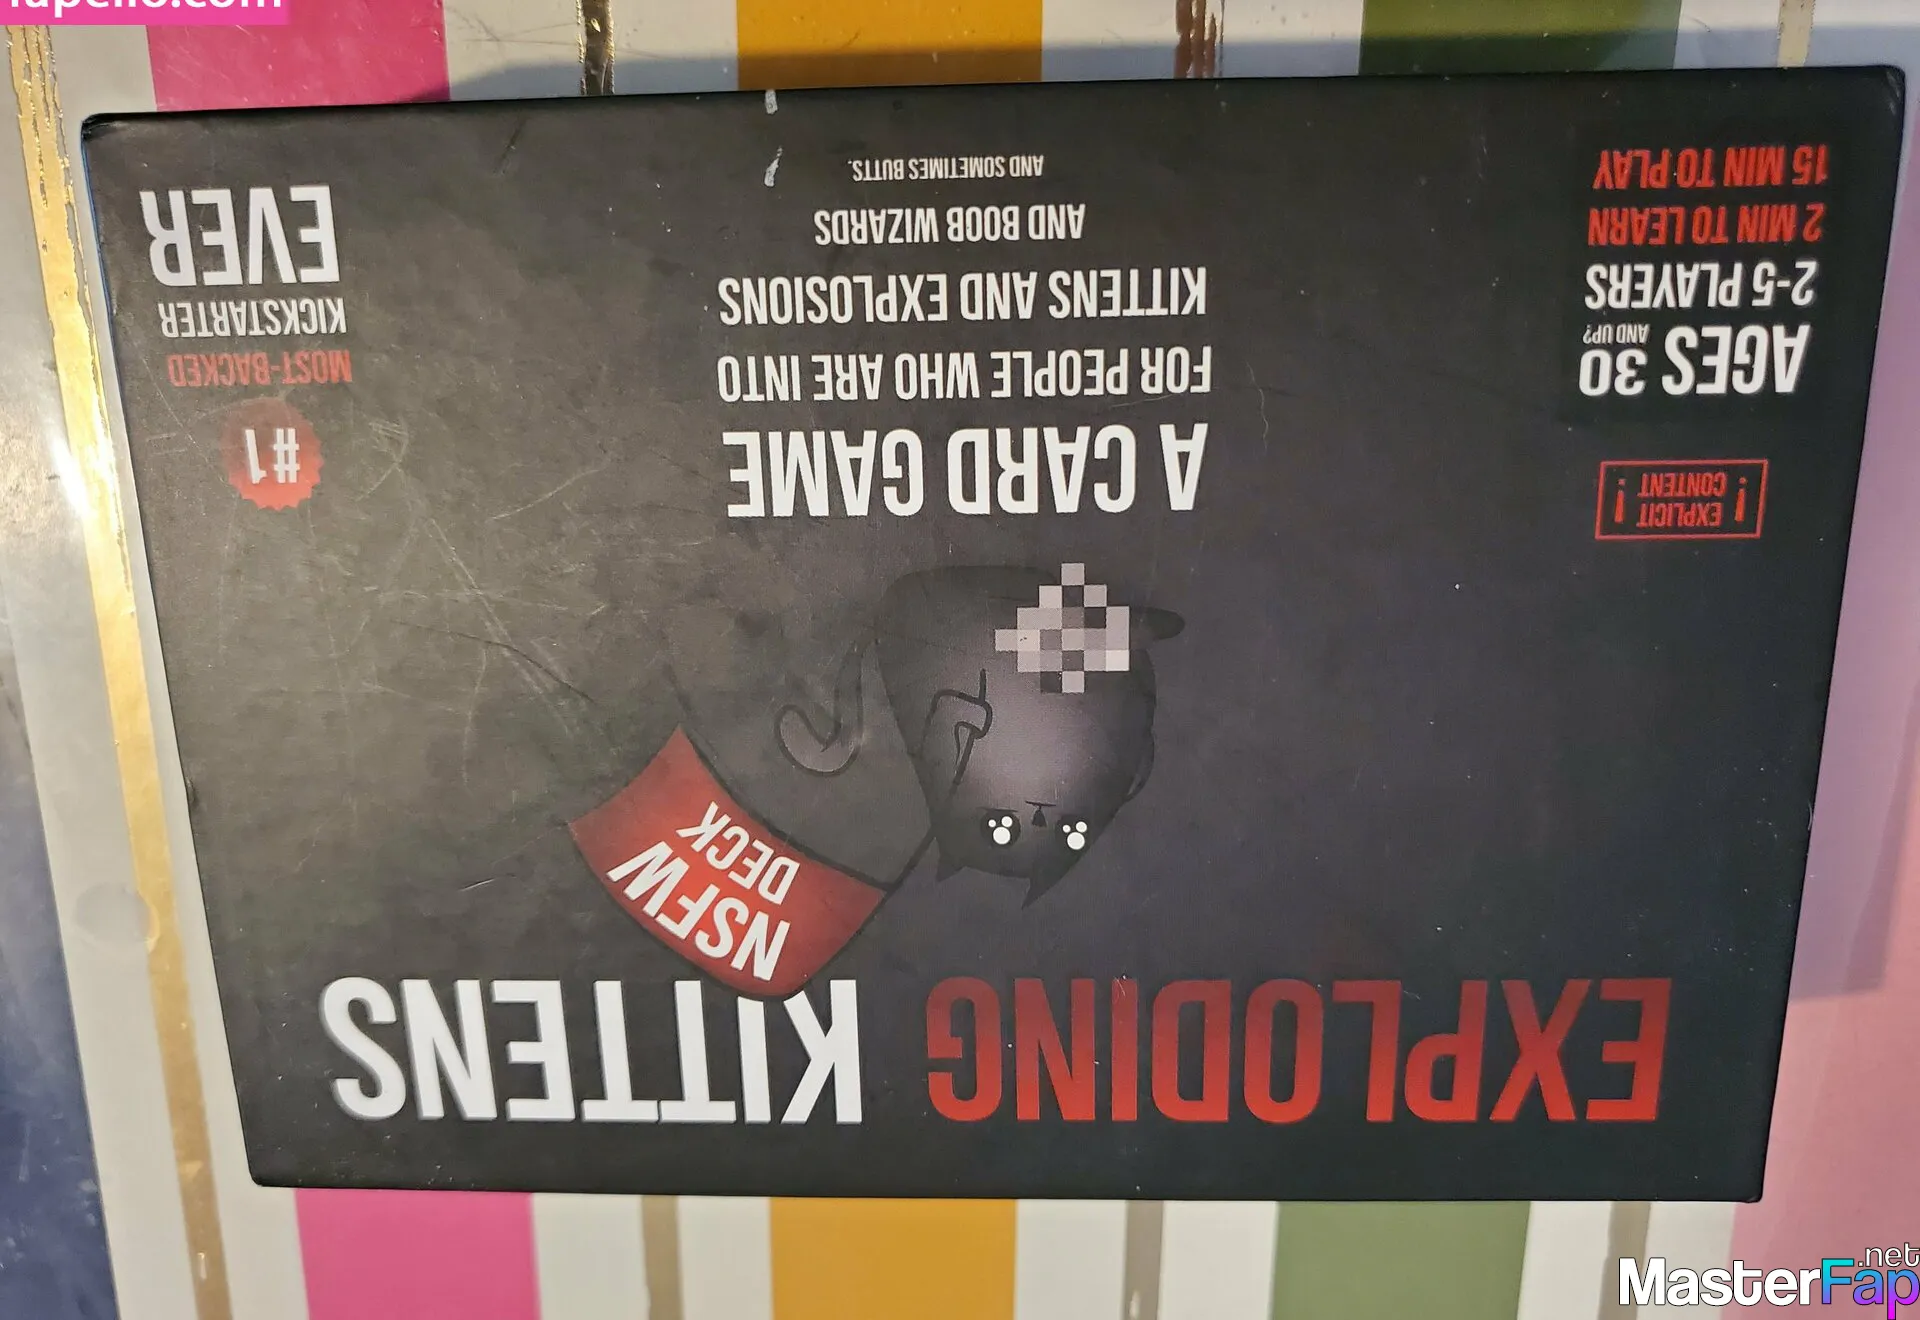 EXPLODING KITTENS
NSFW
DECK
A CARD GAME
FOR PEOPLE WHO ARE INTO
KITTENS AND EXPLOSIONS
AND BOOB WIZARDS
AND SOMETIMES BUTTS.
! EXPLICIT CONTENT !
AGES 30 AND UP?
2-5 PLAYERS
2 MIN TO LEARN
15 MIN TO PLAY
#1
MOST-BACKED
KICKSTARTER
EVER
MasterFap.net